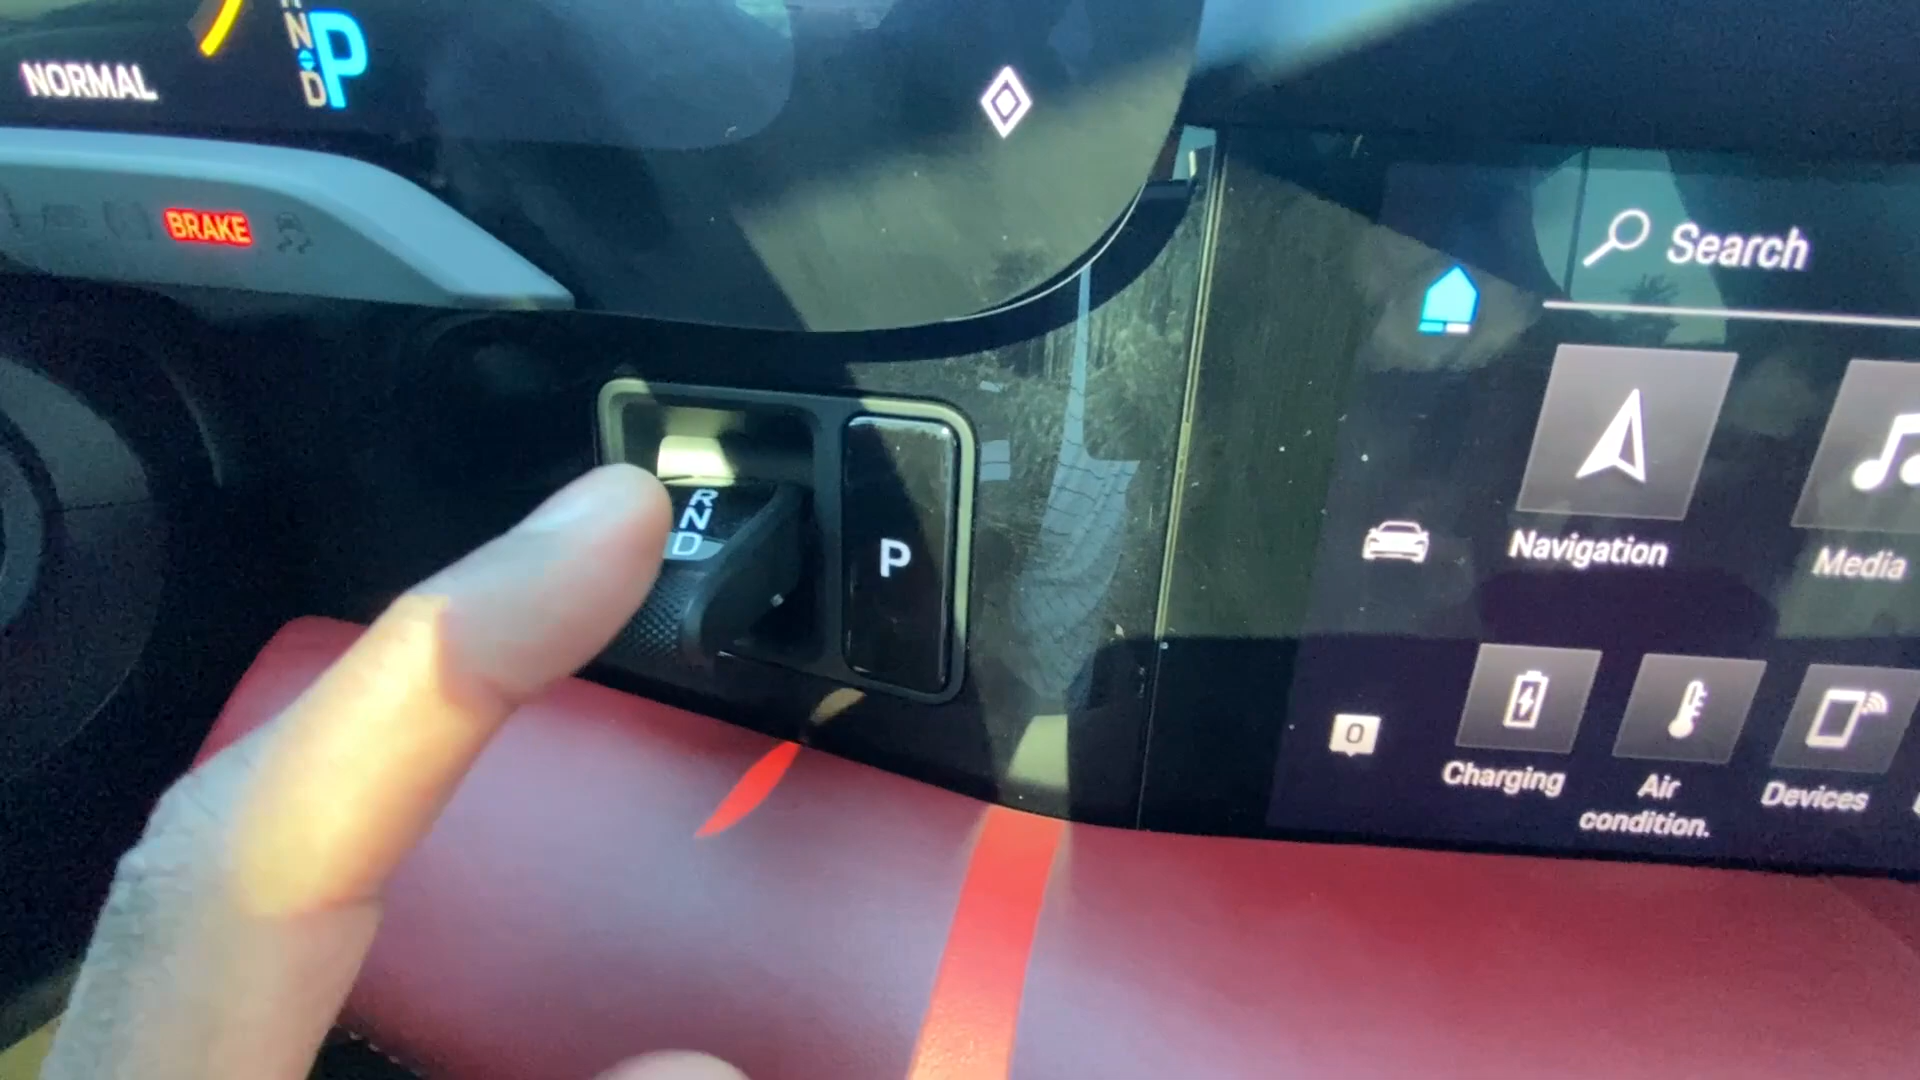 NORMAL
N
D
P
BRAKE
R
N
D
P
Search
Navigation
Media
0
Charging
Air
condition.
Devices